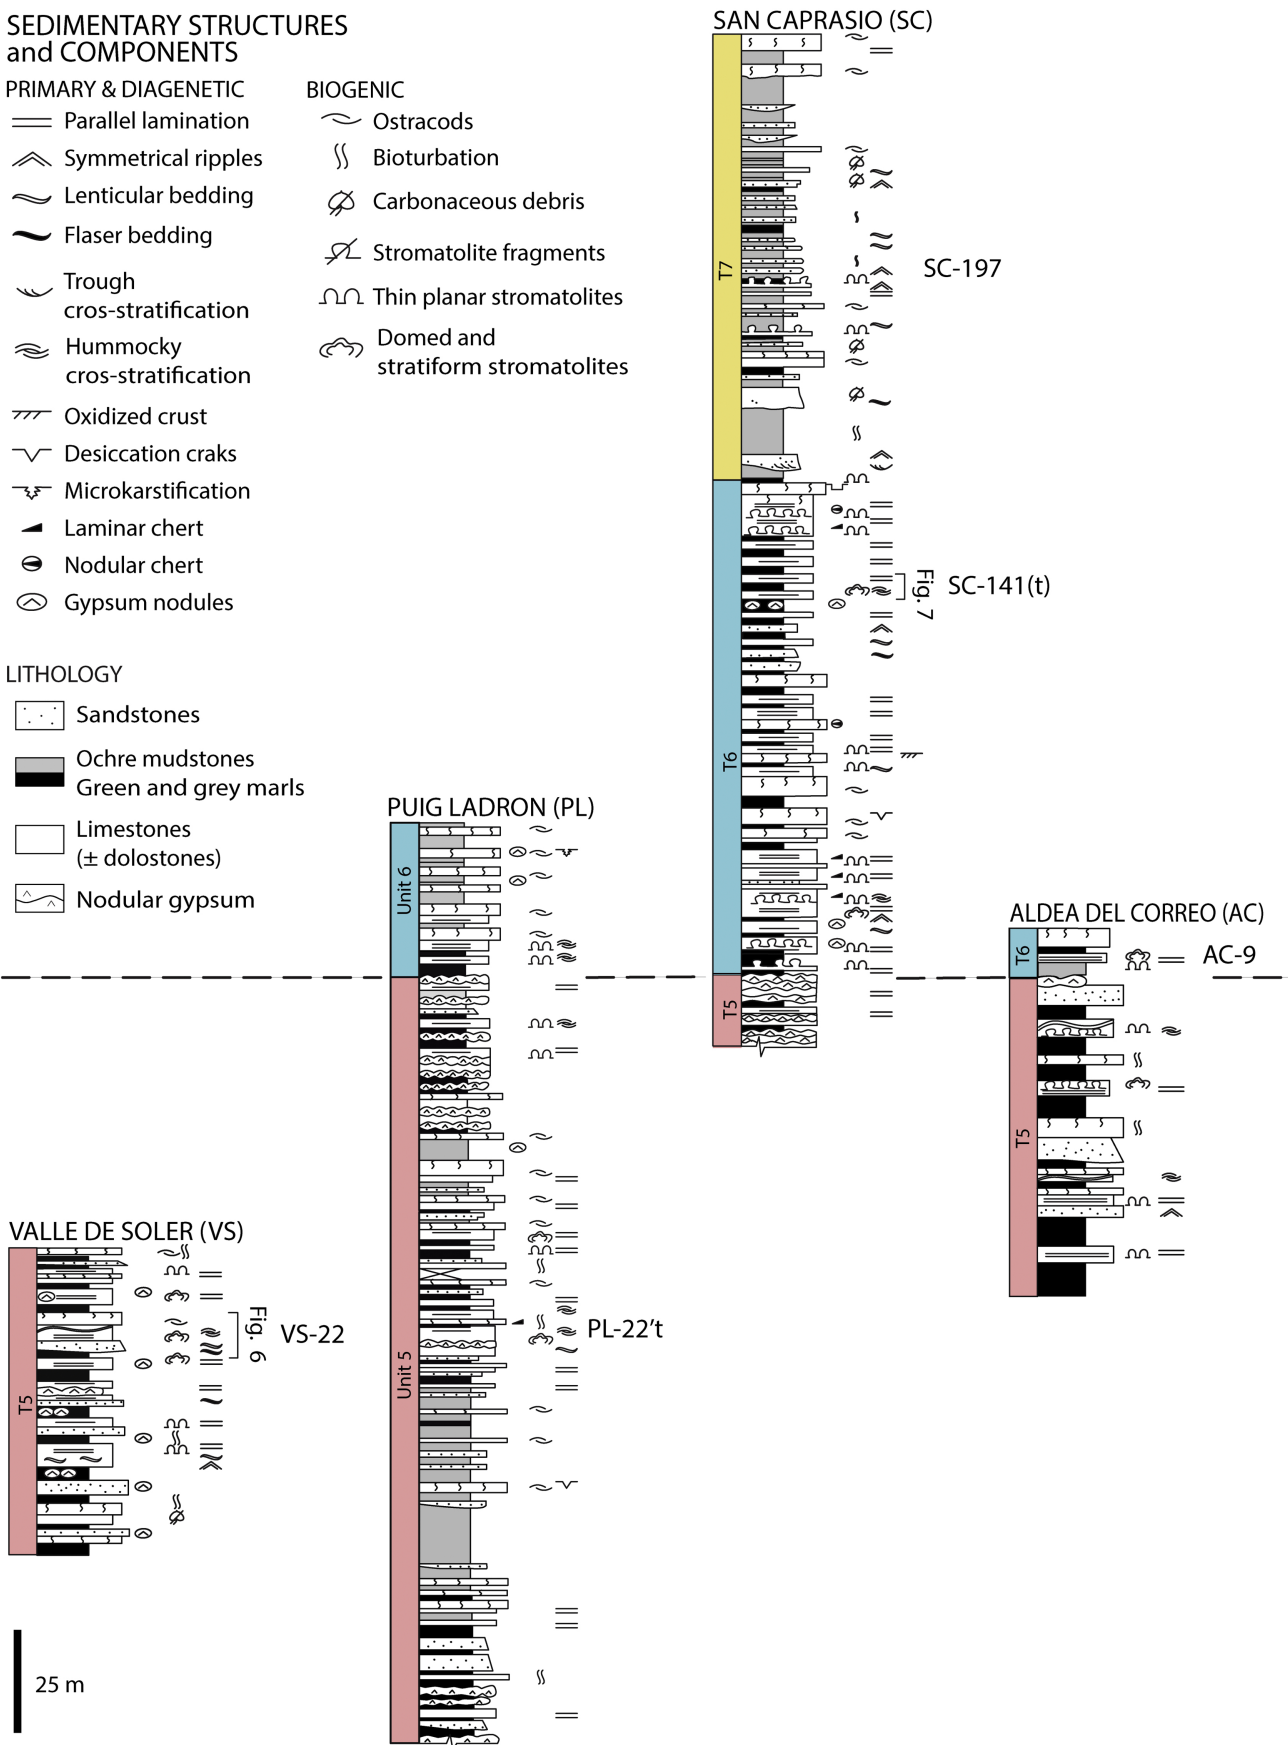 SEDIMENTARY STRUCTURES
and COMPONENTS
PRIMARY & DIAGENETIC
Parallel lamination
Symmetrical ripples
Lenticular bedding
Flaser bedding
Trough
cros-stratification
Hummocky
cros-stratification
Oxidized crust
Desiccation craks
Microkarstification
Laminar chert
Nodular chert
Gypsum nodules
BIOGENIC
Ostracods
Bioturbation
Carbonaceous debris
Stromatolite fragments
Thin planar stromatolites
Domed and
stratiform stromatolites
LITHOLOGY
Sandstones
Ochre mudstones
Green and grey marls
Limestones
(± dolostones)
Nodular gypsum
SAN CAPRASIO (SC)
T7
SC-197
T6
Fig. 7
SC-141(t)
T5
PUIG LADRON (PL)
Unit 6
Unit 5
PL-22’t
ALDEA DEL CORREO (AC)
T6
AC-9
T5
VALLE DE SOLER (VS)
T5
Fig. 6
VS-22
25 m